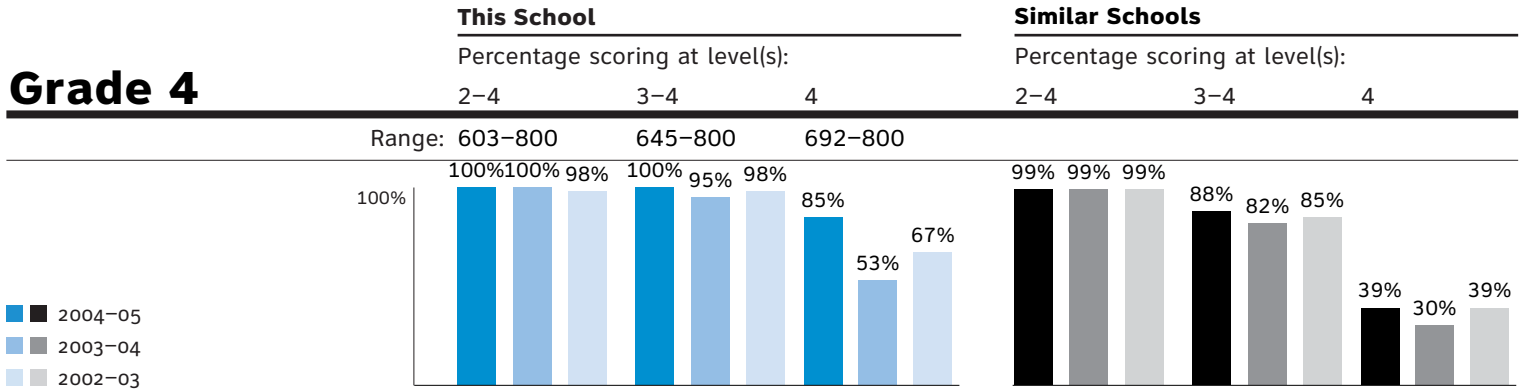 This School Similar Schools
Percentage scoring at level(s): Percentage scoring at level(s):
Grade 4 2–4 3–4 4 2–4 3–4 4
Range: 603–800 645–800 692–800
100% 100% 98% 100% 95% 98% 85% 53% 67% 99% 99% 99% 88% 82% 85% 39% 30% 39%
100%
2004–05
2003–04
2002–03